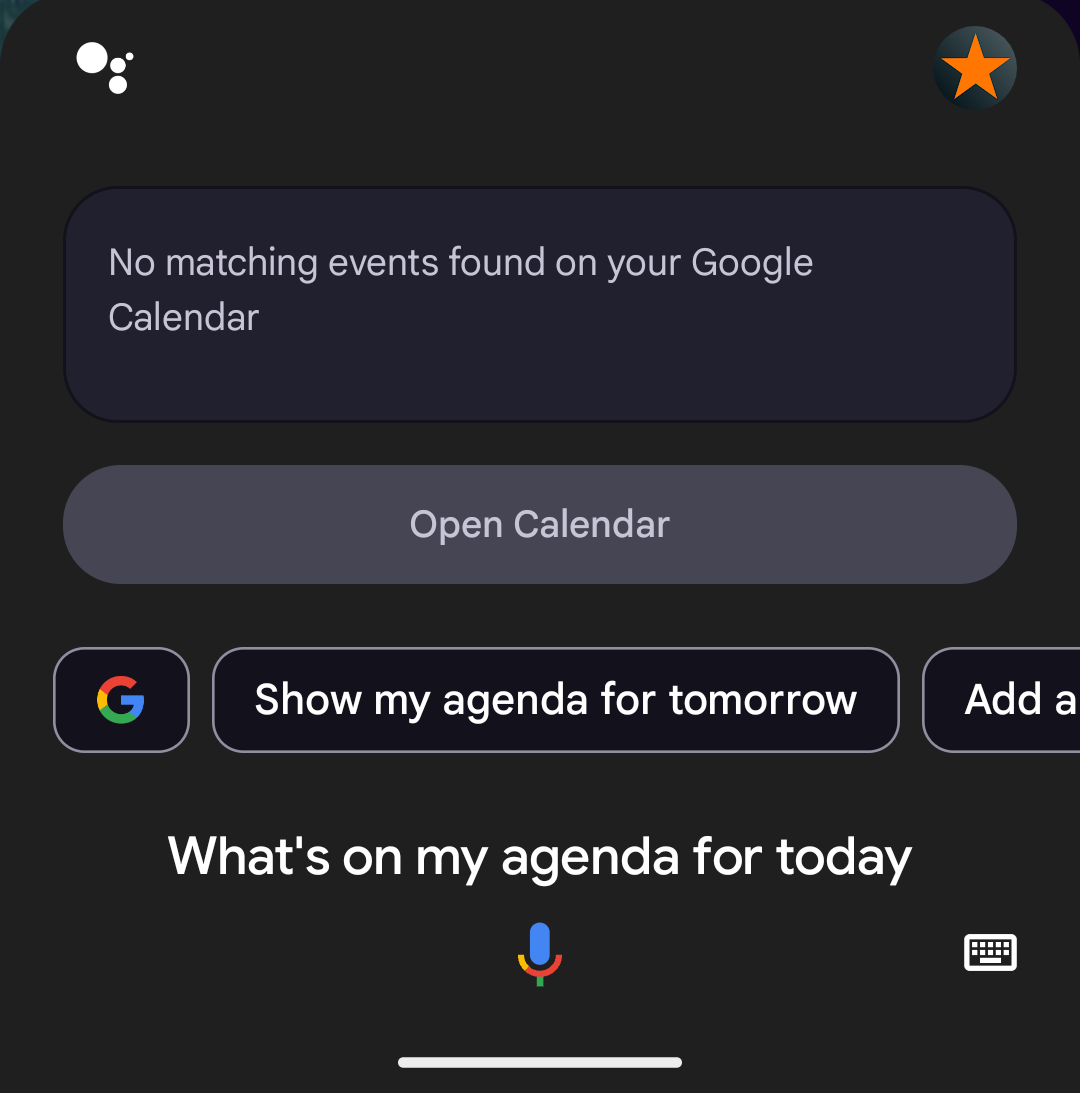 No matching events found on your Google
Calendar
Open Calendar
Show my agenda for tomorrow
Add a
What's on my agenda for today